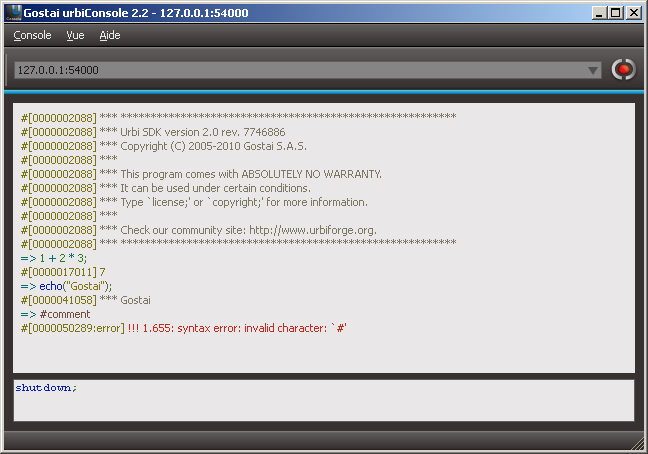 Gostai urbiConsole 2.2 - 127.0.0.1:54000
Console Vue Aide
127.0.0.1:54000
#[0000002088] *** ********************************************************
#[0000002088] *** Urbi SDK version 2.0 rev. 7746886
#[0000002088] *** Copyright (C) 2005-2010 Gostai S.A.S.
#[0000002088] ***
#[0000002088] *** This program comes with ABSOLUTELY NO WARRANTY.
#[0000002088] *** It can be used under certain conditions.
#[0000002088] *** Type `license;' or `copyright;' for more information.
#[0000002088] ***
#[0000002088] *** Check our community site: http://www.urbiforge.org.
#[0000002088] *** ********************************************************
=> 1 + 2 * 3;
#[0000017011] 7
=> echo("Gostai");
#[0000041058] *** Gostai
=> #comment
#[0000050289:error] !!! 1.655: syntax error: invalid character: `#'
shutdown;